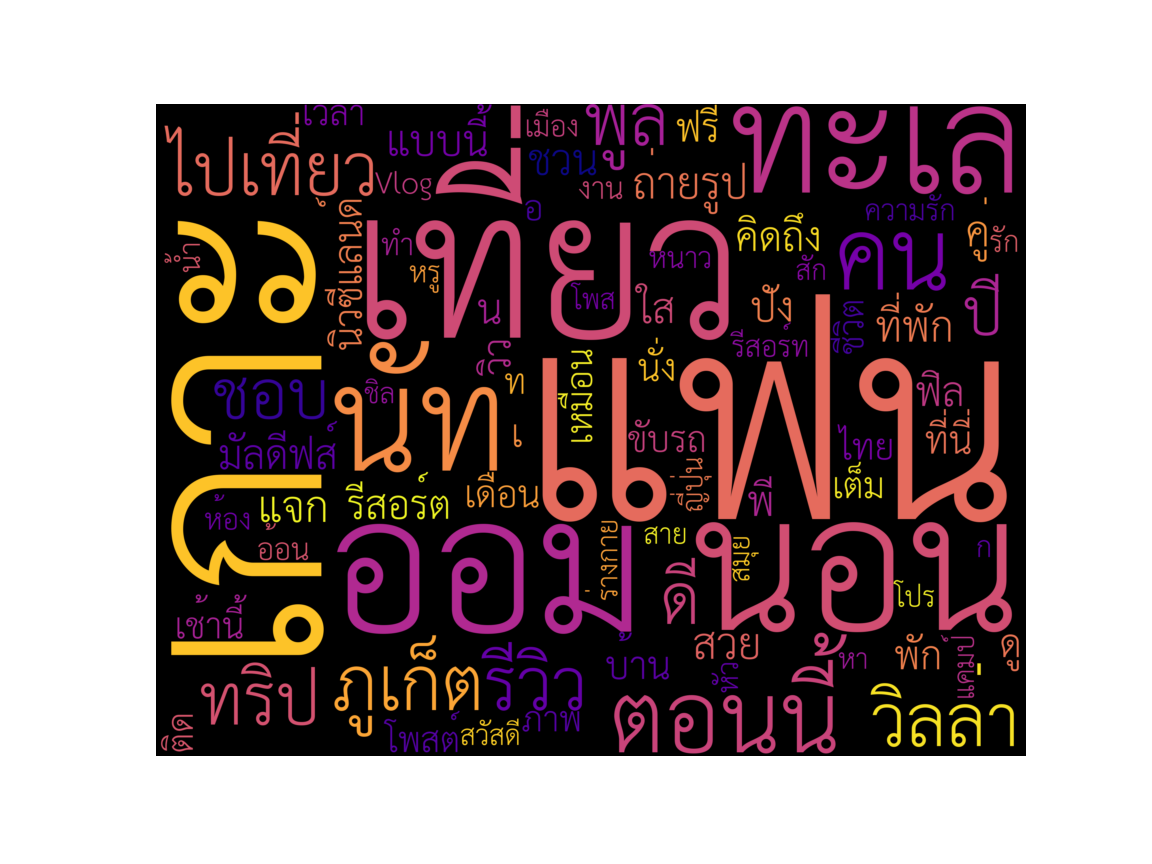 เวลา
แบบนี้
เมือง
พูล
ฟรี
ทะเล
ไปเที่ยว
Vlog
ชวน
งาน
ถ่ายรูป
อ
ความรัก
เกาะ
น้ำ
นิวซีแลนด์
เที่ยว
ทำ
หรู
น
โพส
ใส
หนาว
คิดถึง
คน
สัก
คู่
รัก
ปี
ปัง
ชีวิต
ที่พัก
รีสอร์ท
วิว
ชอบ
ชิล
นัท
ท
เ
เหมือน
นั่ง
แฟน
ฟิล
ที่นี่
ไทย
มัลดีฟส์
ขับรถ
ญี่ปุ่น
พี
เต็ม
แจก
รีสอร์ต
เดือน
ห้อง
อ้อน
ออม
ร่างกาย
สาย
นอน
สมุย
ก
ดี
โปร
เช้านี้
ทริป
ภูเก็ต
รีวิว
บ้าน
สวย
หัว
หา
พัก
แคมป์
ดู
ติด
โพสต์
สวัสดี
ภาพ
ตอนนี้
วิลล่า